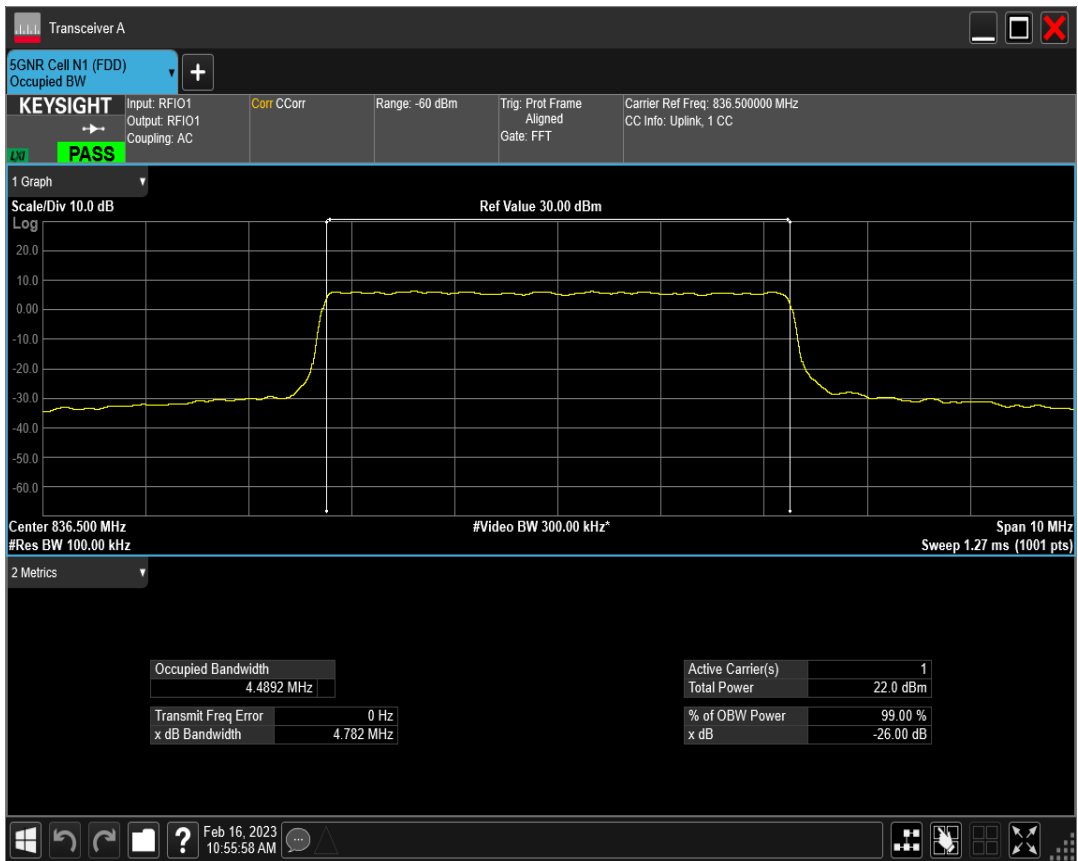 Transceiver A
5GNR Cell N1 (FDD)
Occupied BW
+
KEYSIGHT
LXI
PASS
Input: RFIO1
Output: RFIO1
Coupling: AC
Corr CCorr
Range: -60 dBm
Trig: Prot Frame
Aligned
Gate: FFT
Carrier Ref Freq: 836.500000 MHz
CC Info: Uplink, 1 CC
1 Graph
Scale/Div 10.0 dB
Ref Value 30.00 dBm
Log
20.0
10.0
0.00
-10.0
-20.0
-30.0
-40.0
-50.0
-60.0
Center 836.500 MHz
#Video BW 300.00 kHz*
Span 10 MHz
#Res BW 100.00 kHz
Sweep 1.27 ms (1001 pts)
2 Metrics
Occupied Bandwidth
4.4892 MHz
Transmit Freq Error 0 Hz
x dB Bandwidth 4.782 MHz
Active Carrier(s) 1
Total Power 22.0 dBm
% of OBW Power 99.00 %
x dB -26.00 dB
?
Feb 16, 2023
10:55:58 AM